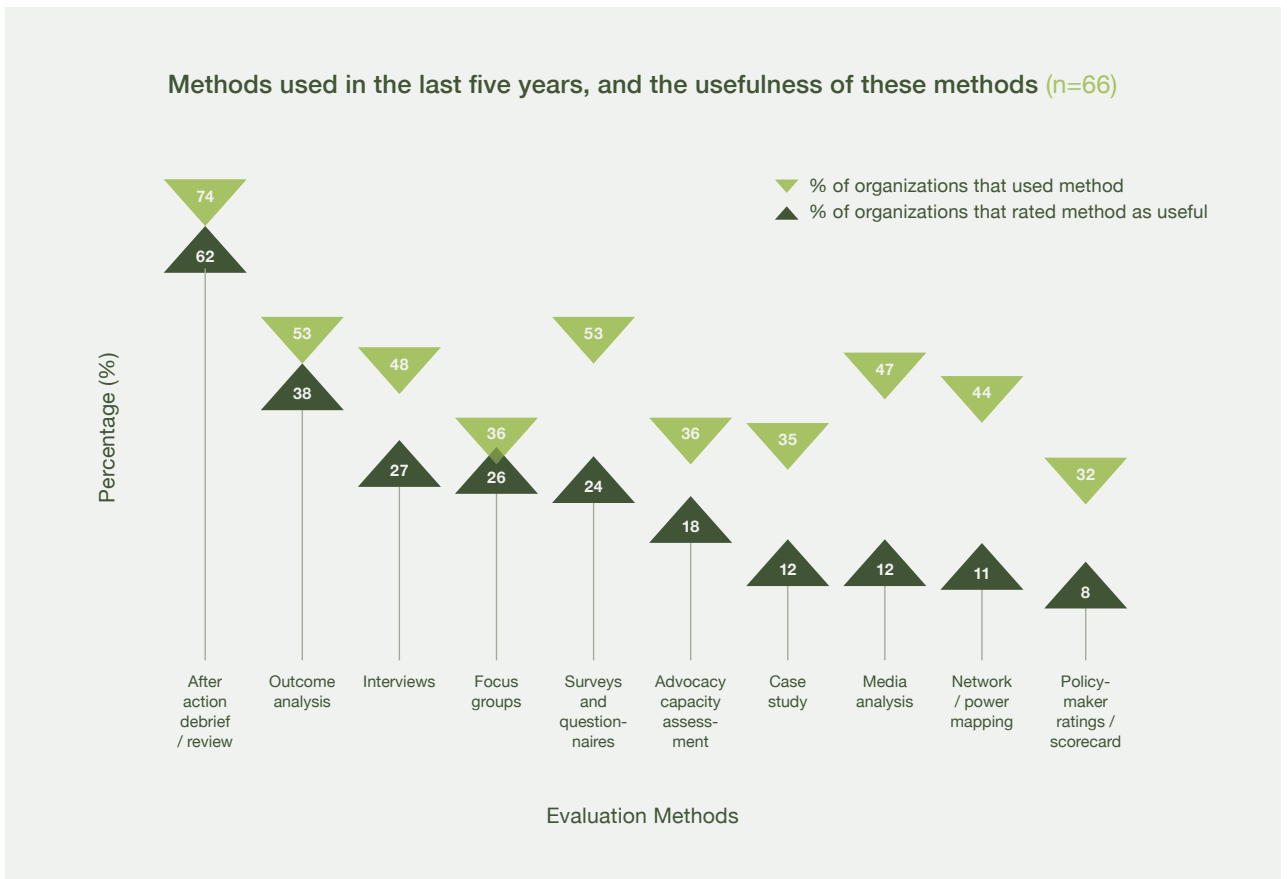 Methods used in the last five years, and the usefulness of these methods (n=66)
% of organizations that used method
% of organizations that rated method as useful
Percentage (%)
74
62
53
38
48
27
36
26
53
24
36
18
35
12
47
12
44
11
32
8
After
action
debrief
/ review
Outcome
analysis
Interviews
Focus
groups
Surveys
and
question-
naires
Advocacy
capacity
assess-
ment
Case
study
Media
analysis
Network
/ power
mapping
Policy-
maker
ratings /
scorecard
Evaluation Methods